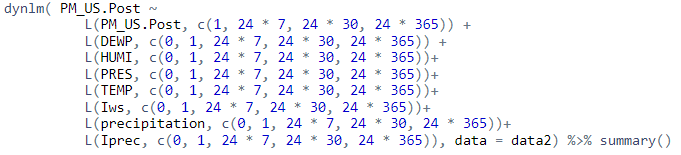 dynlm( PM_US.Post ~
L(PM_US.Post, c(1, 24 * 7, 24 * 30, 24 * 365)) +
L(DEWP, c(0, 1, 24 * 7, 24 * 30, 24 * 365)) +
L(HUMI, c(0, 1, 24 * 7, 24 * 30, 24 * 365))+
L(PRES, c(0, 1, 24 * 7, 24 * 30, 24 * 365))+
L(TEMP, c(0, 1, 24 * 7, 24 * 30, 24 * 365))+
L(Iws, c(0, 1, 24 * 7, 24 * 30, 24 * 365))+
L(precipitation, c(0, 1, 24 * 7, 24 * 30, 24 * 365))+
L(Iprec, c(0, 1, 24 * 7, 24 * 30, 24 * 365)), data = data2) %>% summary()